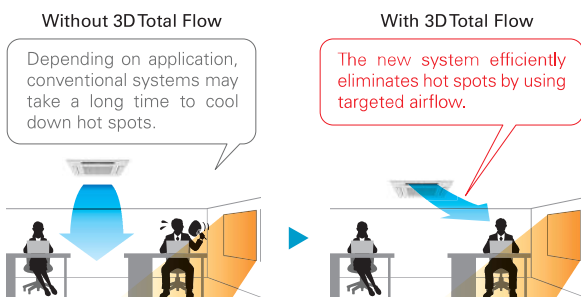 Without 3D Total Flow
Depending on application,
conventional systems may
take a long time to cool
down hot spots.
With 3D Total Flow
The new system efficiently
eliminates hot spots by using
targeted airflow.